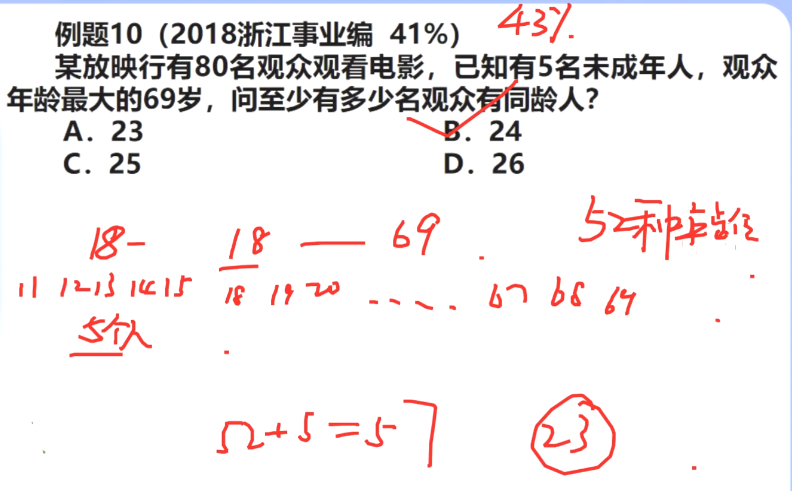 例题10（2018浙江事业编 41%） 43%.
某放映行有80名观众观看电影，已知有5名未成年人，观众
年龄最大的69岁，问至少有多少名观众有同龄人？
A. 23 B. 24
C. 25 D. 26
18- 18 — 69 52种年龄值
11 12 13 14 15 18 19 20 ..... 67 68 69
5个人
52+5=57 23